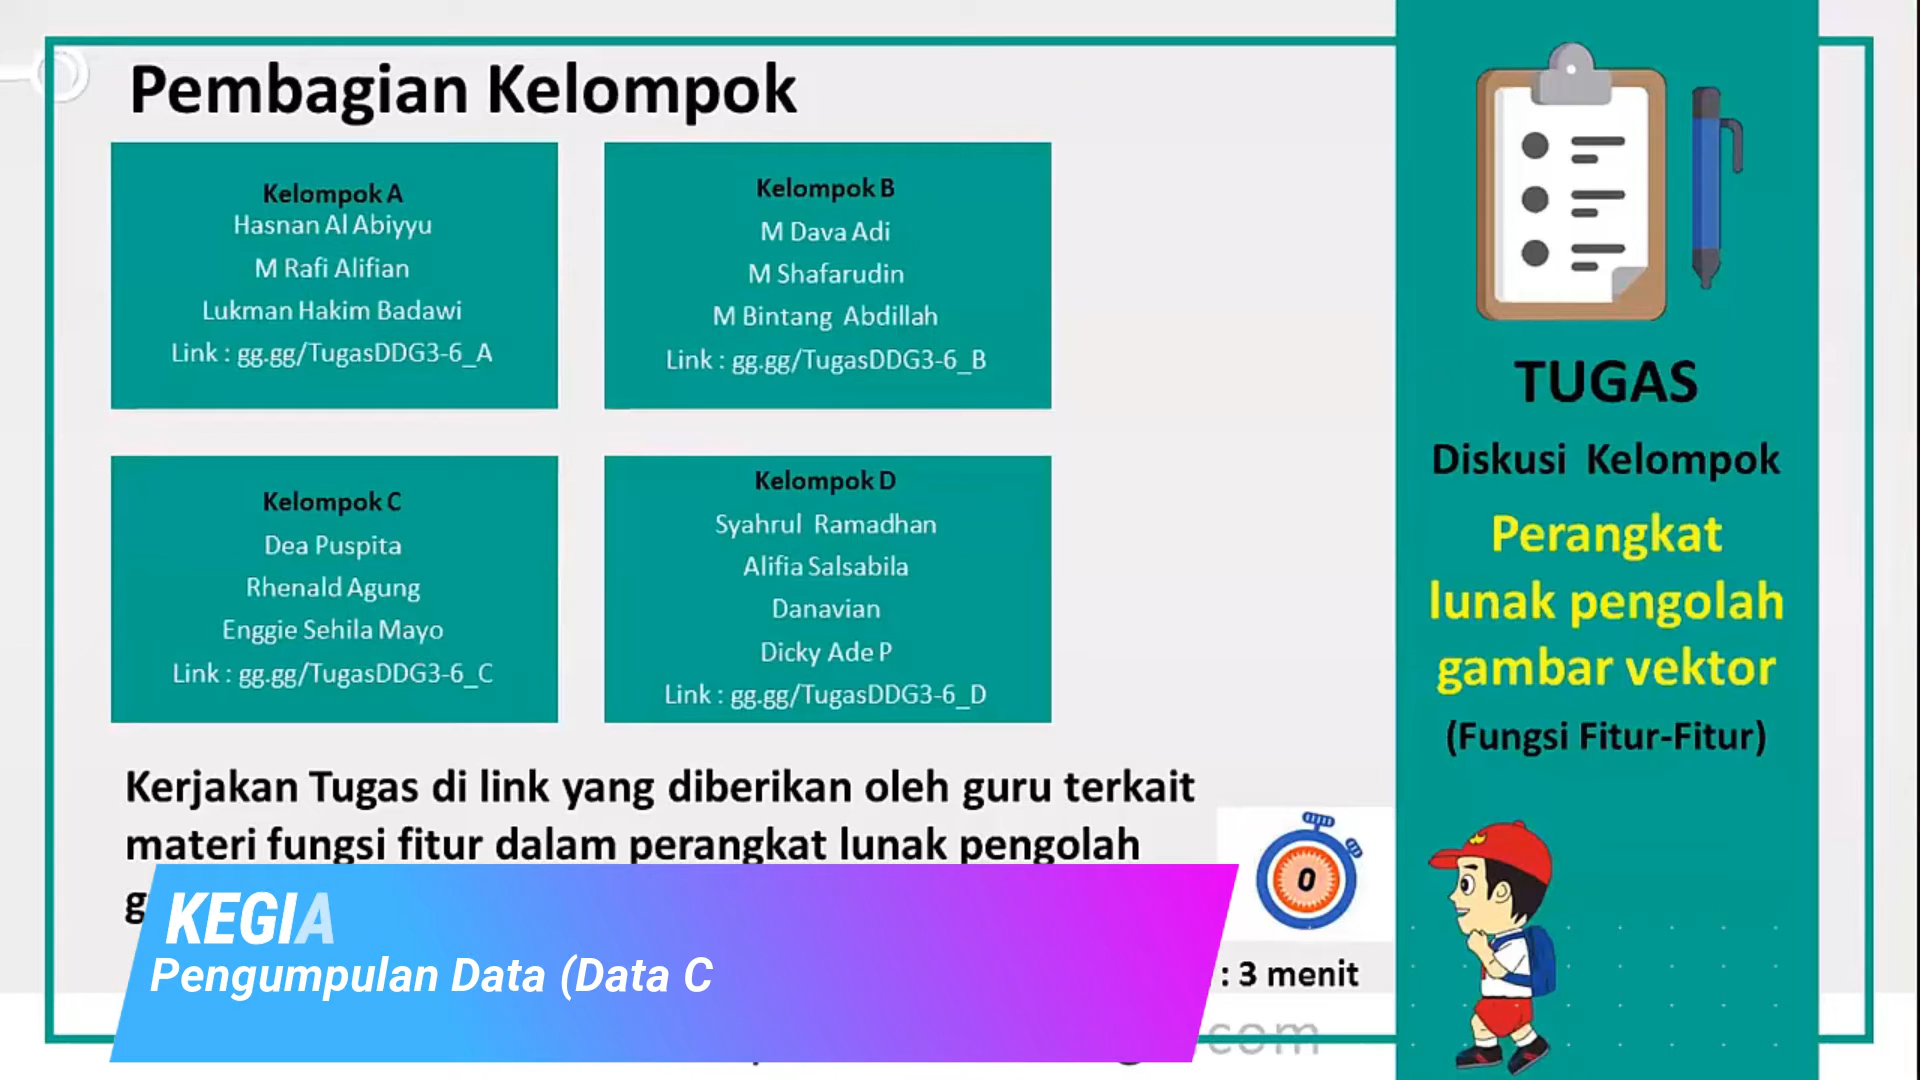 Pembagian Kelompok
Kelompok A
Hasnan Al Abiyyu
M Rafi Alifian
Lukman Hakim Badawi
Link : gg.gg/TugasDDG3-6_A
Kelompok B
M Dava Adi
M Shafarudin
M Bintang Abdillah
Link : gg.gg/TugasDDG3-6_B
Kelompok C
Dea Puspita
Rhenald Agung
Enggie Sehila Mayo
Link : gg.gg/TugasDDG3-6_C
Kelompok D
Syahrul Ramadhan
Alifia Salsabila
Danavian
Dicky Ade P
Link : gg.gg/TugasDDG3-6_D
Kerjakan Tugas di link yang diberikan oleh guru terkait
materi fungsi fitur dalam perangkat lunak pengolah
0
: 3 menit
KEGIA
Pengumpulan Data (Data C
com
TUGAS
Diskusi Kelompok
Perangkat
lunak pengolah
gambar vektor
(Fungsi Fitur-Fitur)